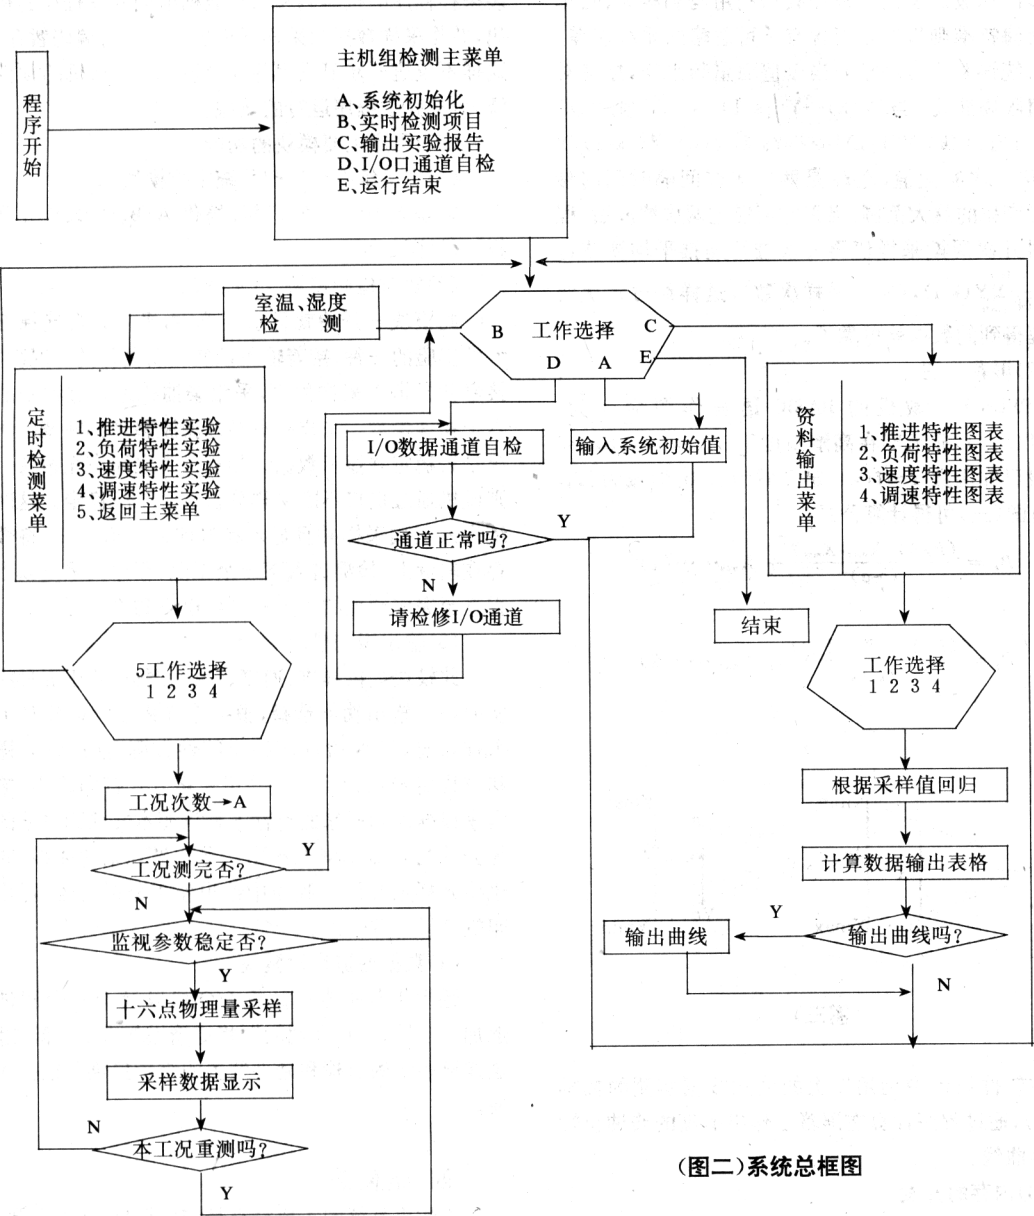 程序开始
主机组检测主菜单
A、系统初始化
B、实时检测项目
C、输出实验报告
D、I/O口通道自检
E、运行结束
室温、湿度
检 测
B 工作选择 C
D A E
定时检测菜单
1、推进特性实验
2、负荷特性实验
3、速度特性实验
4、调速特性实验
5、返回主菜单
I/O数据通道自检
输入系统初始值
资料输出菜单
1、推进特性图表
2、负荷特性图表
3、速度特性图表
4、调速特性图表
通道正常吗?
Y
N
请检修I/O通道
结束
5工作选择
1 2 3 4
工作选择
1 2 3 4
工况次数→A
工况测完否?
Y
N
监视参数稳定否?
Y
十六点物理量采样
采样数据显示
本工况重测吗?
N
Y
根据采样值回归
计算数据输出表格
输出曲线吗?
Y
输出曲线
N
(图二)系统总框图